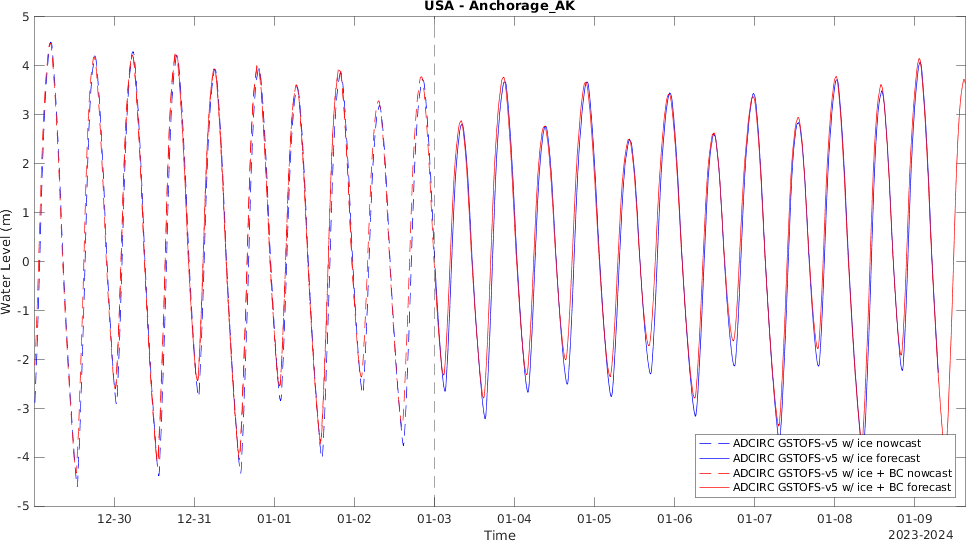 USA - Anchorage_AK
5
4
3
2
1
0
-1
-2
-3
-4
-5
Water Level (m)
ADCIRC GSTOFS-v5 w/ ice nowcast
ADCIRC GSTOFS-v5 w/ ice forecast
ADCIRC GSTOFS-v5 w/ ice + BC nowcast
ADCIRC GSTOFS-v5 w/ ice + BC forecast
12-30 12-31 01-01 01-02 01-03 01-04 01-05 01-06 01-07 01-08 01-09
Time
2023-2024